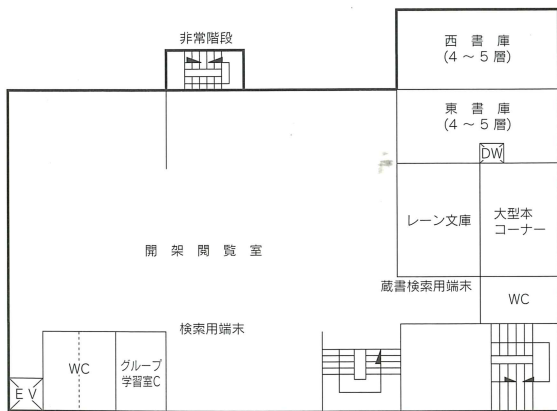 非常階段
西書庫
(4〜5層)
東書庫
(4〜5層)
DW
レーン文庫
大型本
コーナー
開架閲覧室
蔵書検索用端末
WC
検索用端末
WC
グループ
学習室C
EV